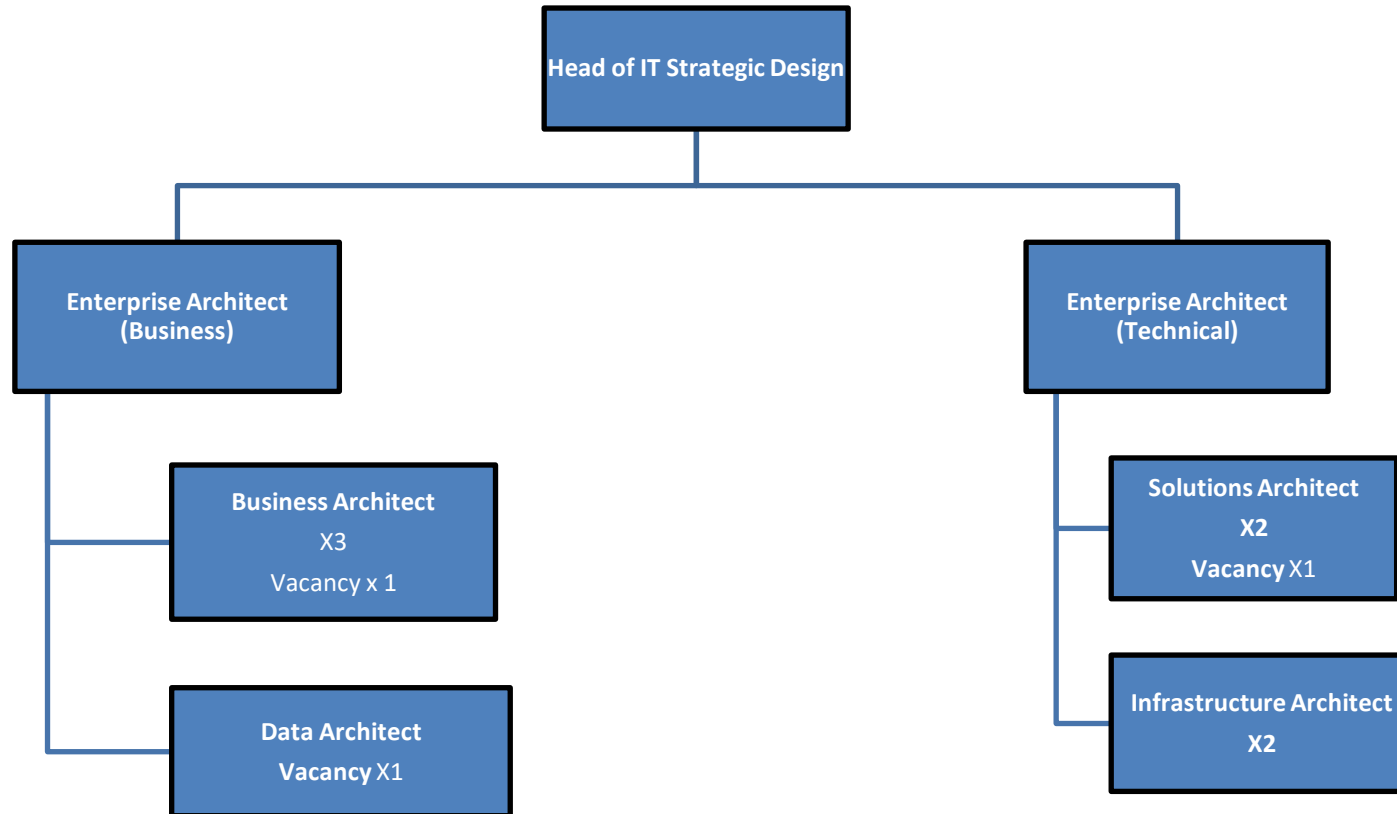 Head of IT Strategic Design
Enterprise Architect
(Business)
Enterprise Architect
(Technical)
Business Architect
X3
Vacancy x 1
Solutions Architect
X2
Vacancy X1
Data Architect
Vacancy X1
Infrastructure Architect
X2